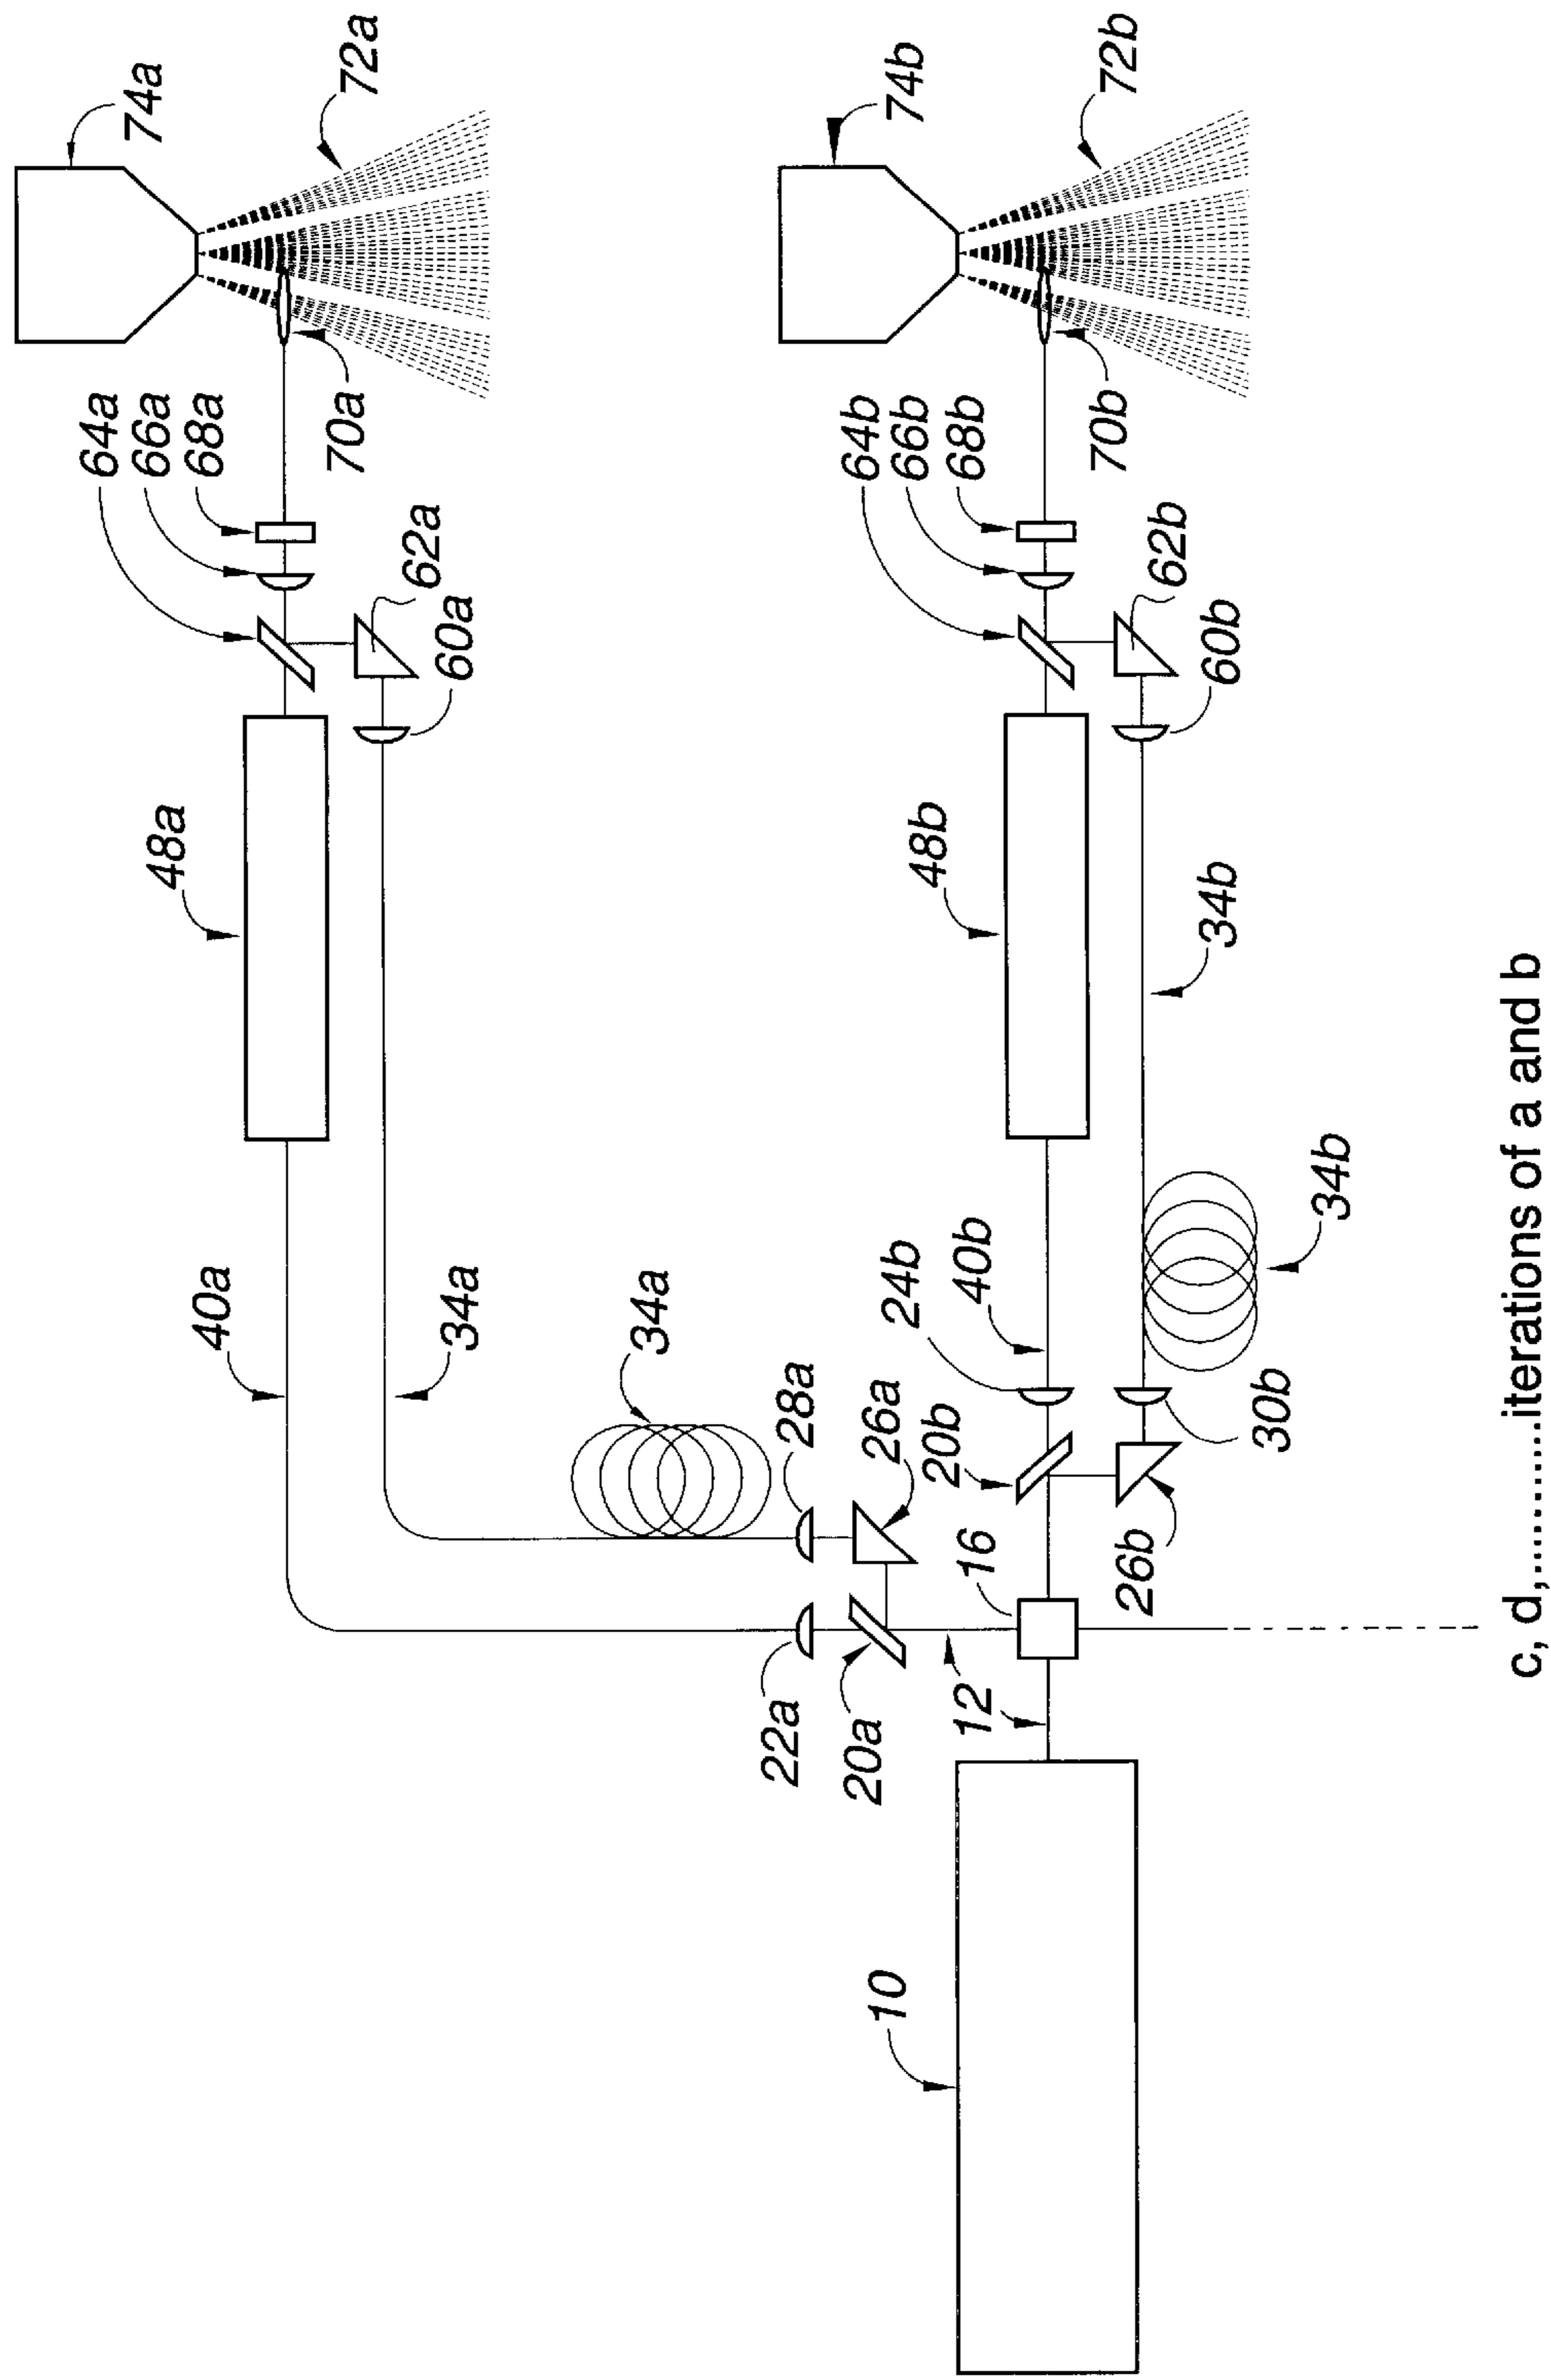 74a
72a
64a
66a
68a
70a
62a
60a
48a
40a
34a
34a
28a
26a
22a
20a
12
16
10
74b
72b
64b
66b
68b
70b
62b
60b
48b
34b
40b
24b
20b
34b
30b
26b
c, d,............iterations of a and b